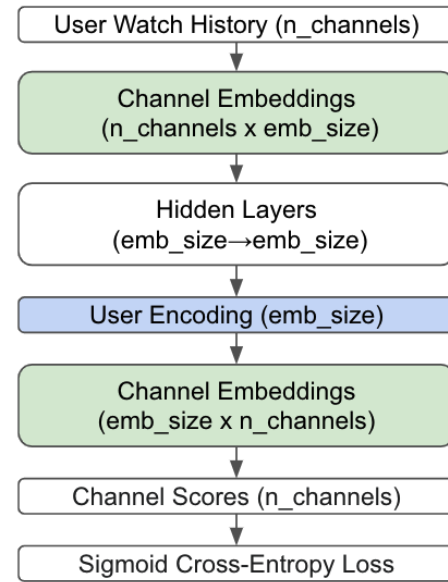 User Watch History (n_channels)
Channel Embeddings
(n_channels x emb_size)
Hidden Layers
(emb_size→emb_size)
User Encoding (emb_size)
Channel Embeddings
(emb_size x n_channels)
Channel Scores (n_channels)
Sigmoid Cross-Entropy Loss